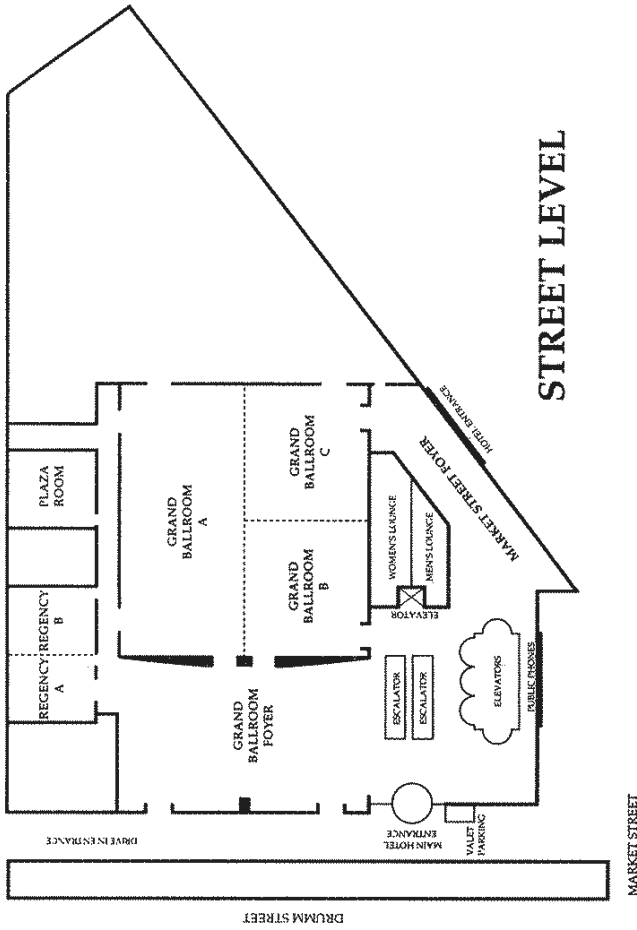 STREET LEVEL
PLAZA
ROOM
REGENCY
B
REGENCY
A
GRAND
BALLROOM
A
GRAND
BALLROOM
C
GRAND
BALLROOM
B
GRAND
BALLROOM
FOYER
WOMEN'S LOUNGE
MEN'S LOUNGE
ELEVATOR
MARKET STREET FOYER
HOTEL ENTRANCE
ESCALATOR
ESCALATOR
ELEVATORS
PUBLIC PHONES
MAIN HOTEL
ENTRANCE
VALET
PARKING
DRIVE IN ENTRANCE
DRUMM STREET
MARKET STREET